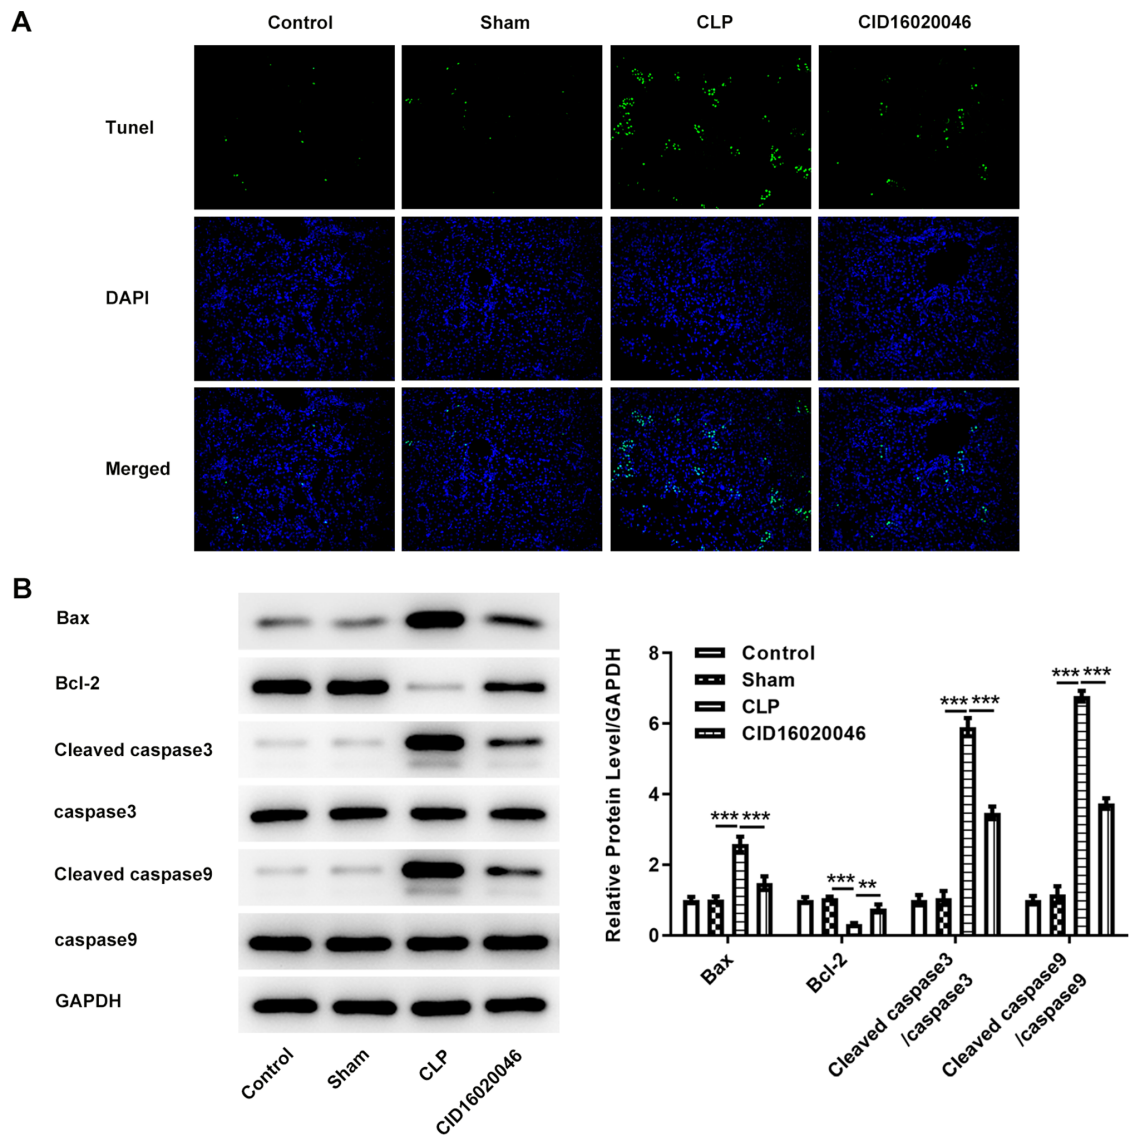 A
Control
Sham
CLP
CID16020046
Tunel
DAPI
Merged
B
Bax
Bcl-2
Cleaved caspase3
caspase3
Cleaved caspase9
caspase9
GAPDH
Control
Sham
CLP
CID16020046
Relative Protein Level/GAPDH
8
6
4
2
0
Control
Sham
CLP
CID16020046
*** ***
*** **
*** ***
*** ***
Bax
Bcl-2
Cleaved caspase3
/caspase3
Cleaved caspase9
/caspase9